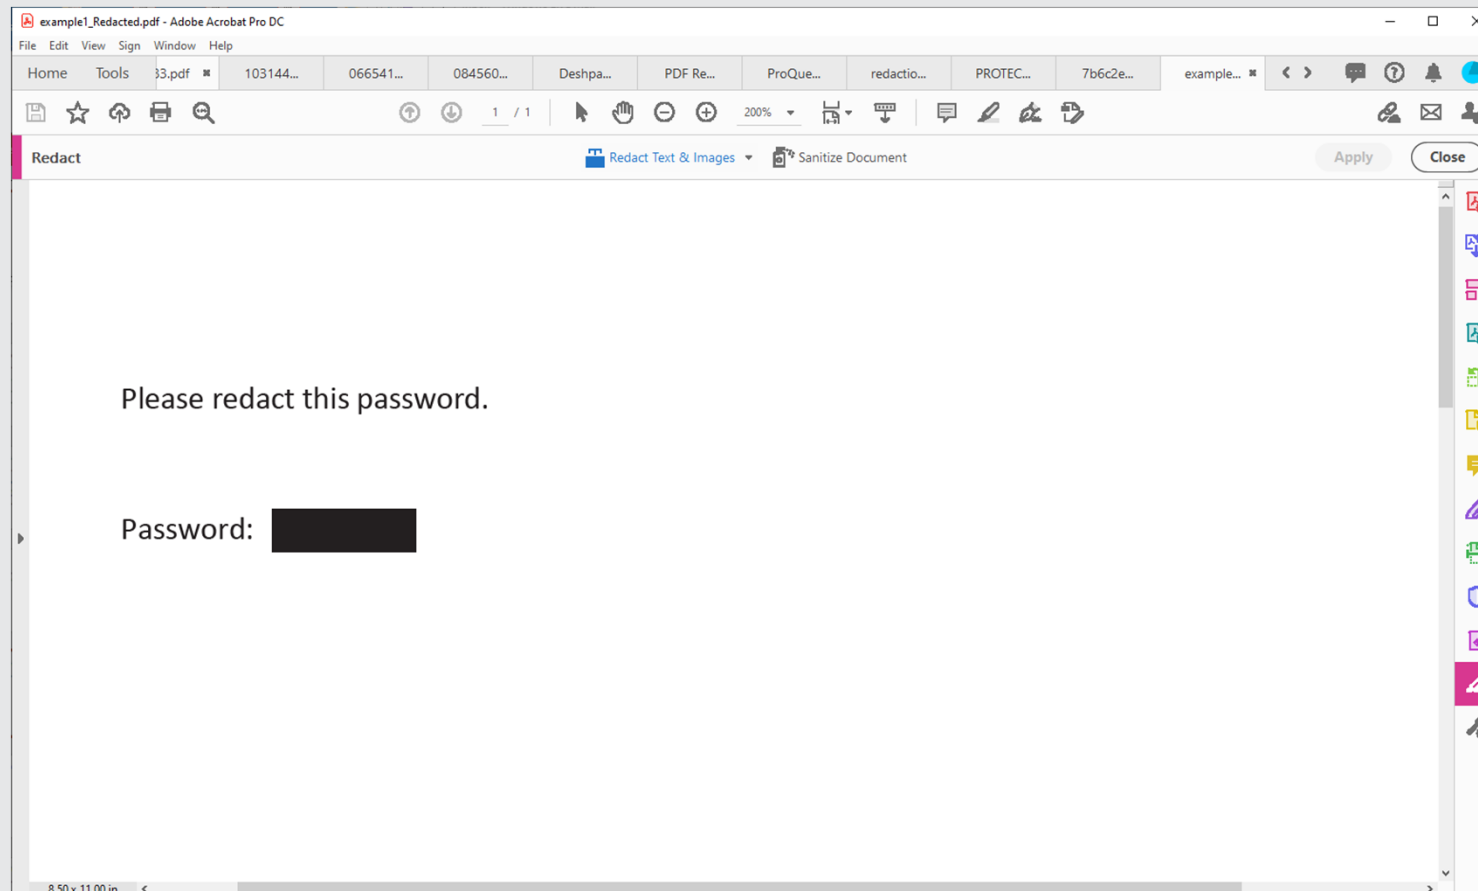 example1_Redacted.pdf - Adobe Acrobat Pro DC
File Edit View Sign Window Help
Home Tools 33.pdf 103144... 066541... 084560... Deshpa... PDF Re... ProQue... redactio... PROTEC... 7b6c2e... example...
1 / 1 200%
Redact Redact Text & Images Sanitize Document Apply Close
Please redact this password.
Password:
8.50 x 11.00 in